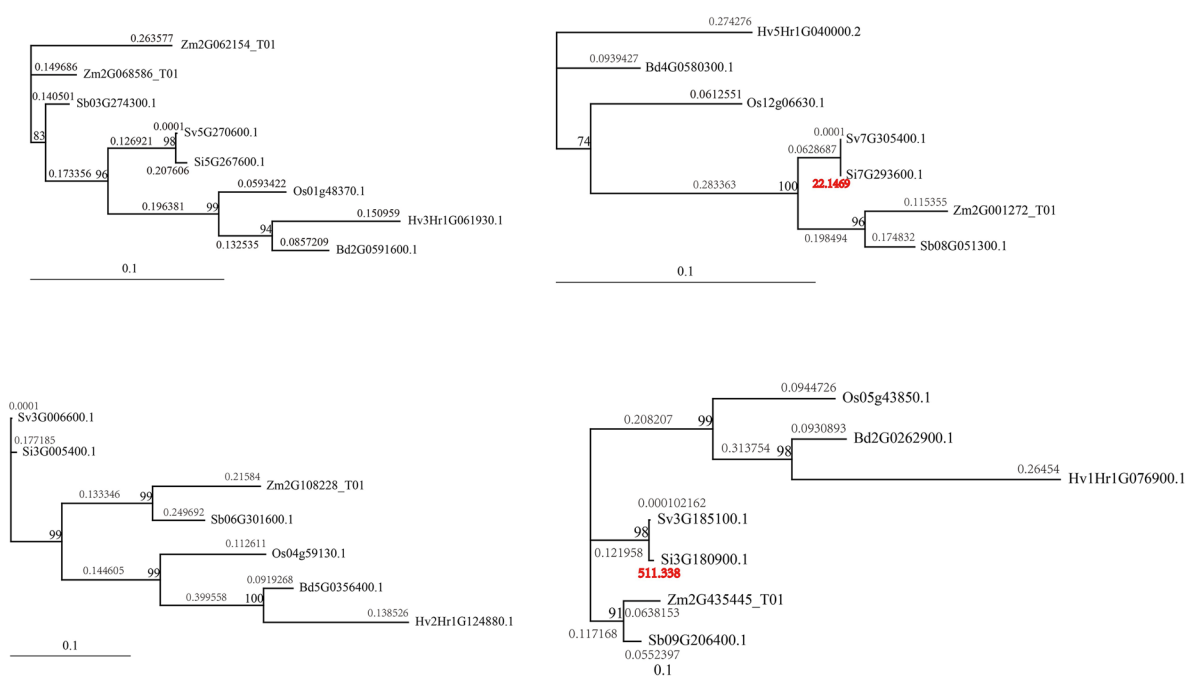 0.263577
Zm2G062154_T01
0.149686
Zm2G068586_T01
0.140501
Sb03G274300.1
83
0.0001
Sv5G270600.1
0.126921
98
Si5G267600.1
0.207606
0.173356
96
0.0593422
Os01g48370.1
0.196381
99
0.150959
Hv3Hr1G061930.1
94
0.132535
0.0857209
Bd2G0591600.1
0.1
0.274276
Hv5Hr1G040000.2
0.0939427
Bd4G0580300.1
0.0612551
Os12g06630.1
74
0.0001
Sv7G305400.1
0.0628687
Si7G293600.1
22.1469
0.283363
100
0.115355
Zm2G001272_T01
96
0.198494
0.174832
Sb08G051300.1
0.1
0.0001
Sv3G006600.1
0.177185
Si3G005400.1
0.21584
Zm2G108228_T01
0.133346
99
0.249692
Sb06G301600.1
99
0.112611
Os04g59130.1
0.144605
99
0.0919268
Bd5G0356400.1
0.399558
100
0.138526
Hv2Hr1G124880.1
0.1
0.0944726
Os05g43850.1
0.208207
99
0.0930893
Bd2G0262900.1
0.313754
98
0.26454
Hv1Hr1G076900.1
0.000102162
Sv3G185100.1
98
0.121958
Si3G180900.1
511.338
Zm2G435445_T01
91
0.0638153
0.117168
Sb09G206400.1
0.0552397
0.1